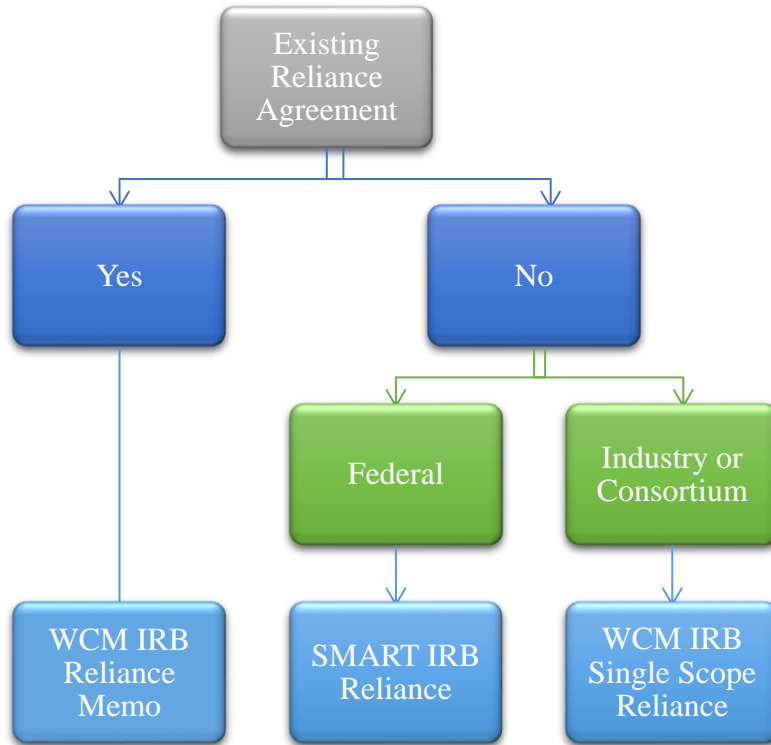 Existing
Reliance
Agreement
Yes
No
Federal
Industry or
Consortium
WCM IRB
Reliance
Memo
SMART IRB
Reliance
WCM IRB
Single Scope
Reliance